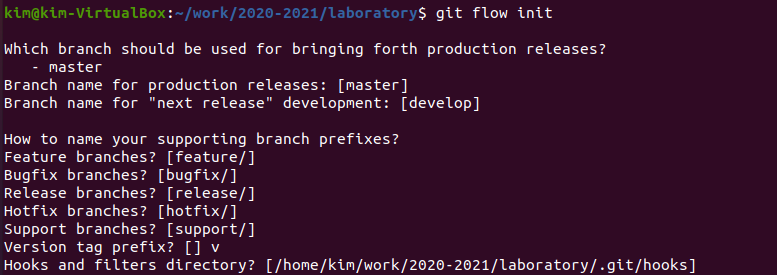 kim@kim-VirtualBox:~/work/2020-2021/laboratory$ git flow init
Which branch should be used for bringing forth production releases?
- master
Branch name for production releases: [master]
Branch name for "next release" development: [develop]
How to name your supporting branch prefixes?
Feature branches? [feature/]
Bugfix branches? [bugfix/]
Release branches? [release/]
Hotfix branches? [hotfix/]
Support branches? [support/]
Version tag prefix? [] v
Hooks and filters directory? [/home/kim/work/2020-2021/laboratory/.git/hooks]